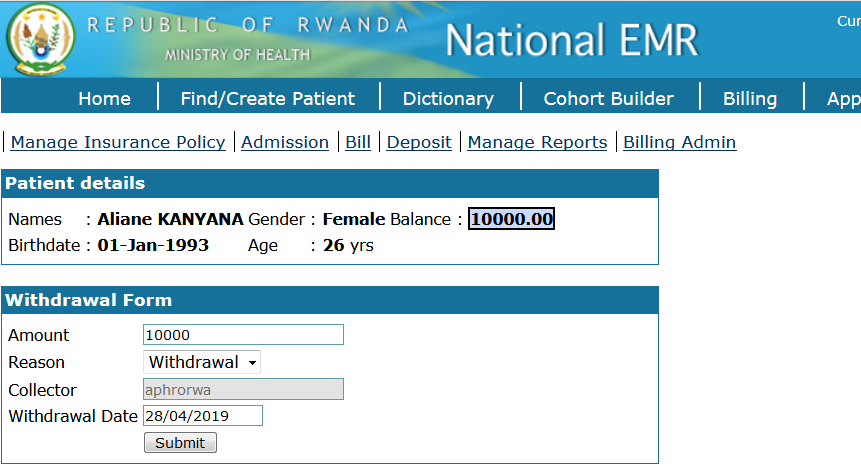 REPUBLIC OF RWANDA
MINISTRY OF HEALTH
National EMR
Cur
Home Find/Create Patient Dictionary Cohort Builder Billing App
Manage Insurance Policy Admission Bill Deposit Manage Reports Billing Admin
Patient details
Names : Aliane KANYANA Gender : Female Balance : 10000.00
Birthdate : 01-Jan-1993 Age : 26 yrs
Withdrawal Form
Amount 10000
Reason Withdrawal
Collector aphrorwa
Withdrawal Date 28/04/2019
Submit